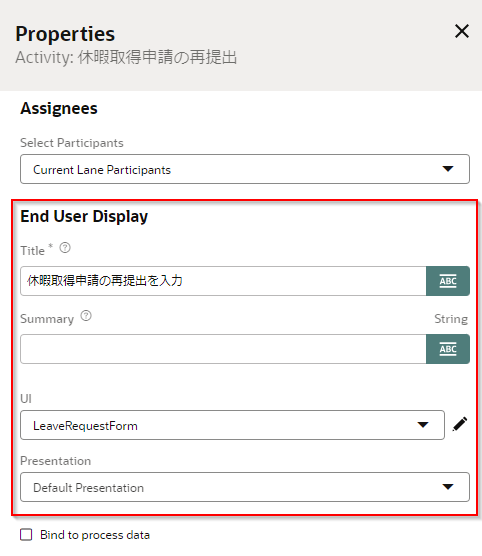 Properties
Activity: 休暇取得申請の再提出
Assignees
Select Participants
Current Lane Participants
End User Display
Title * ?
休暇取得申請の再提出を入力 ABC
Summary ? String
ABC
UI
LeaveRequestForm
Presentation
Default Presentation
Bind to process data